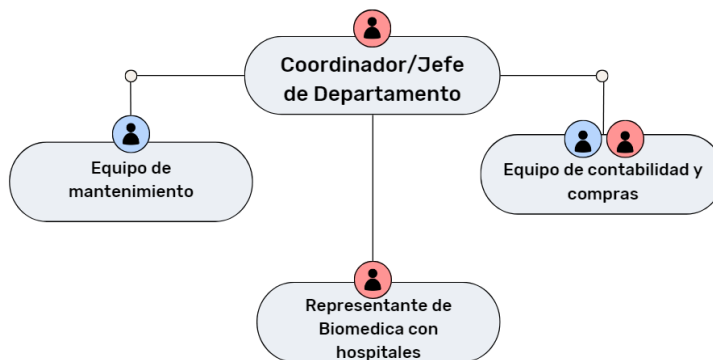 Coordinador/Jefe
de Departamento
Equipo de
mantenimiento
Equipo de contabilidad y
compras
Representante de
Biomedica con
hospitales